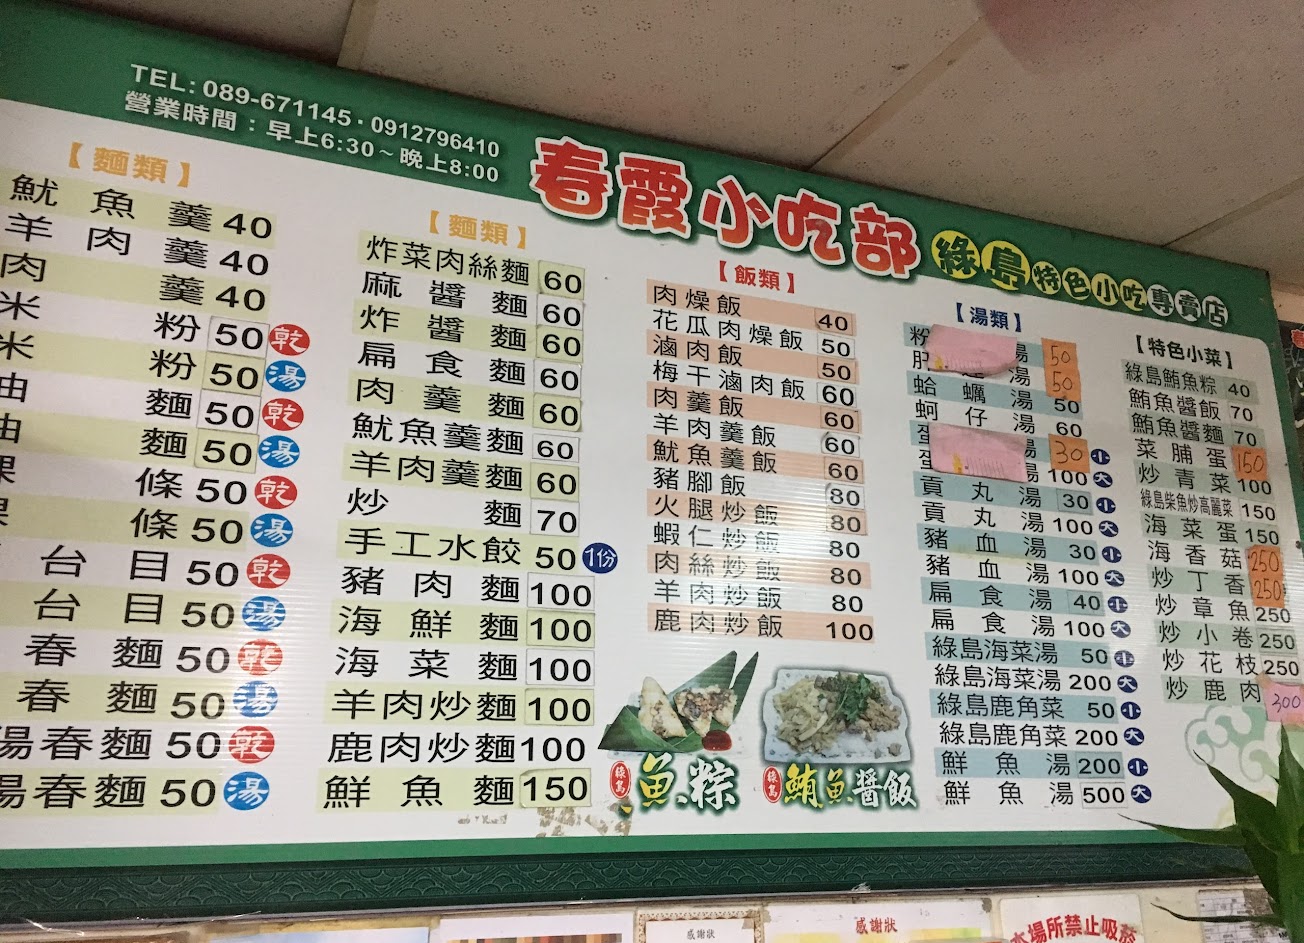 TEL: 089-671145·0912796410
營業時間：早上6:30~晚上8:00
春霞小吃部
綠島特色小吃專賣店
【麵類】
魷魚羹 40
羊肉羹 40
肉羹 40
米粉 50 乾
米粉 50 湯
油麵 50 乾
油麵 50 湯
粿條 50 乾
粿條 50 湯
台目 50 乾
台目 50 湯
春麵 50 乾
春麵 50 湯
湯春麵 50 乾
湯春麵 50 湯
【麵類】
炸菜肉絲麵 60
麻醬麵 60
炸醬麵 60
扁食麵 60
肉羹麵 60
魷魚羹麵 60
羊肉羹麵 60
炒麵 70
手工水餃 50 1份
豬肉麵 100
海鮮麵 100
海菜麵 100
羊肉炒麵 100
鹿肉炒麵 100
鮮魚麵 150
【飯類】
肉燥飯 40
花瓜肉燥飯 50
滷肉飯 50
梅干滷肉飯 60
肉羹飯 60
羊肉羹飯 60
魷魚羹飯 60
豬腳飯 80
火腿炒飯 80
蝦仁炒飯 80
肉絲炒飯 80
羊肉炒飯 80
鹿肉炒飯 100
綠島 魚粽
綠島 鮪魚醬飯
【湯類】
粉 湯 50
肝 湯 50
蛤蠣湯 50
蚵仔湯 60
蛋 湯 30 小
蛋 湯 100 大
貢丸湯 30 小
貢丸湯 100 大
豬血湯 30 小
豬血湯 100 大
扁食湯 40 小
扁食湯 100 大
綠島海菜湯 50 小
綠島海菜湯 200 大
綠島鹿角菜 50 小
綠島鹿角菜 200 大
鮮魚湯 200 小
鮮魚湯 500 大
【特色小菜】
綠島鮪魚粽 40
鮪魚醬飯 70
鮪魚醬麵 70
菜脯蛋 150
炒青菜 100
綠島柴魚炒高麗菜 150
海菜蛋 150
海香菇 250
炒丁香 250
炒章魚 250
炒小卷 250
炒花枝 250
炒鹿肉 300
感謝狀
感謝狀
本場所禁止吸菸